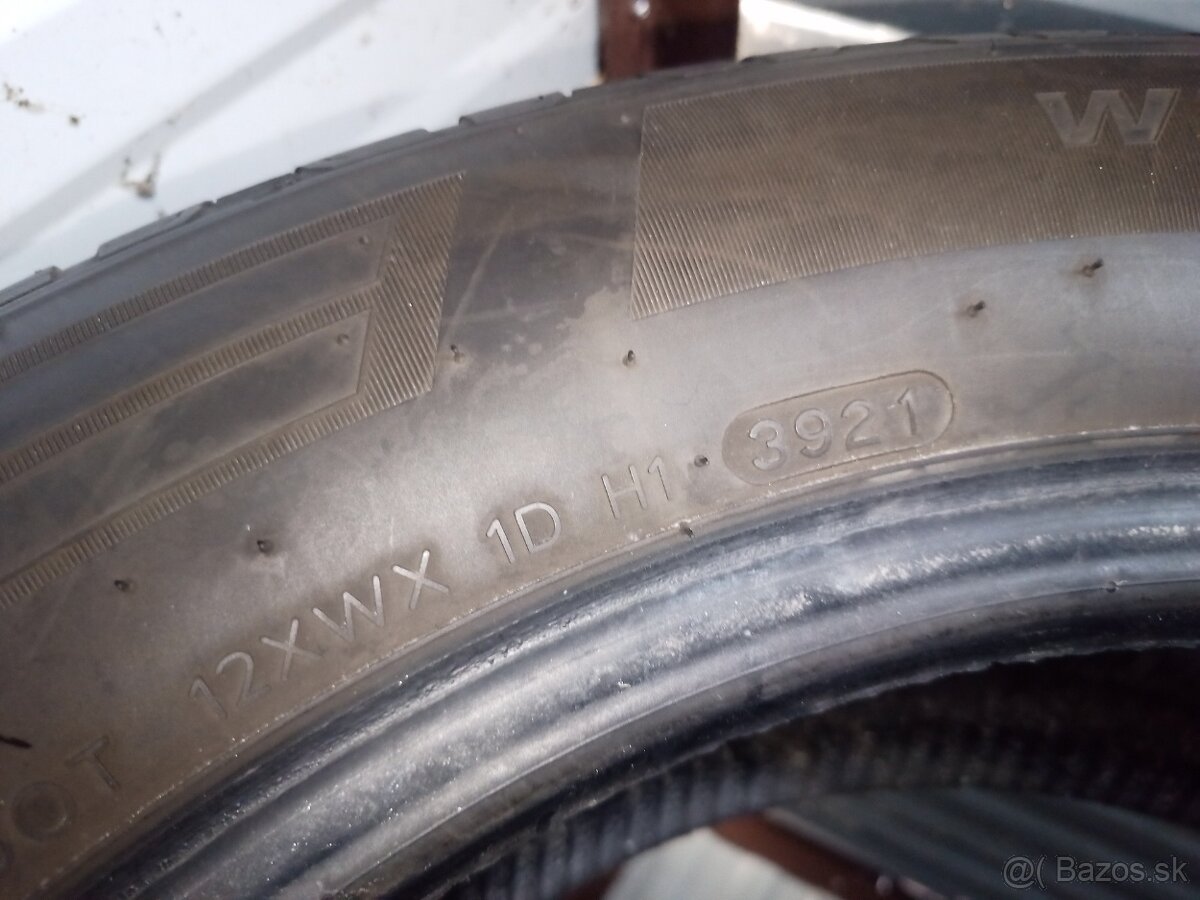 W
DOT 12XWX 1D H1 3921
@( Bazos.sk